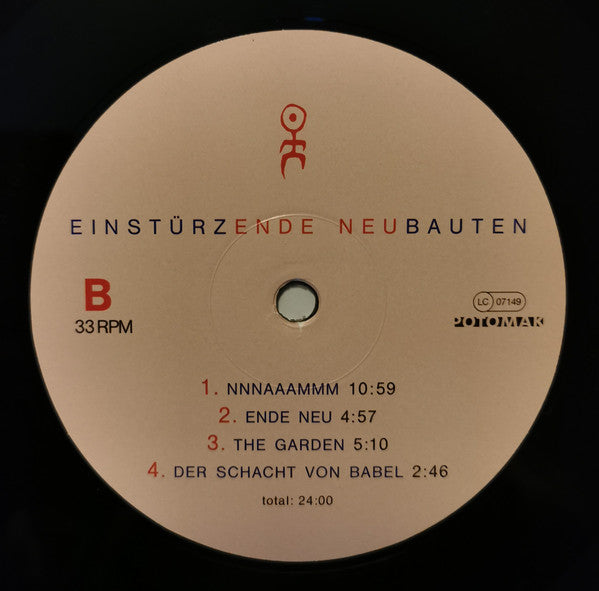 EINSTÜRZENDE NEUBAUTEN
B
33 RPM
LC 07149
POTOMAK
1. NNNAAAMMM 10:59
2. ENDE NEU 4:57
3. THE GARDEN 5:10
4. DER SCHACHT VON BABEL 2:46
total: 24:00